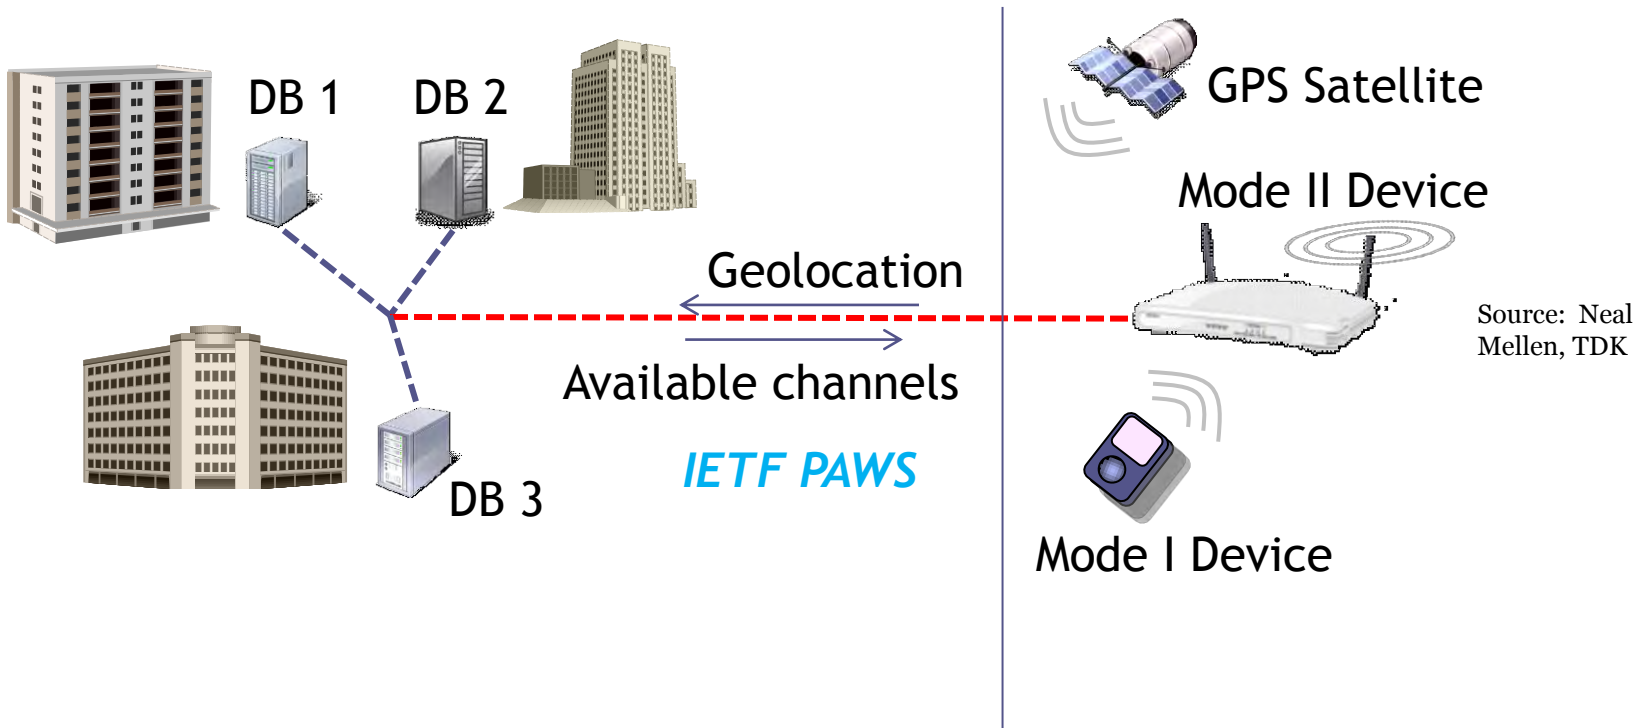 DB 1
DB 2
GPS Satellite
Mode II Device
Geolocation
Source: Neal
Mellen, TDK
Available channels
IETF PAWS
DB 3
Mode I Device